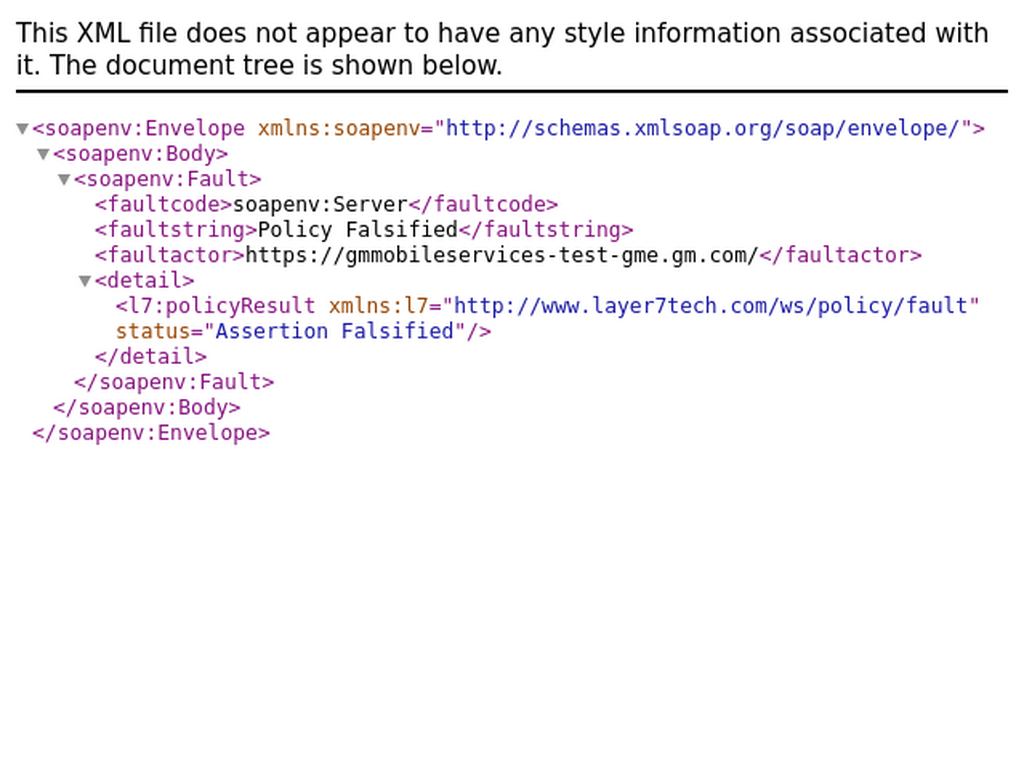 This XML file does not appear to have any style information associated with
it. The document tree is shown below.
▼<soapenv:Envelope xmlns:soapenv="http://schemas.xmlsoap.org/soap/envelope/">
▼<soapenv:Body>
▼<soapenv:Fault>
<faultcode>soapenv:Server</faultcode>
<faultstring>Policy Falsified</faultstring>
<faultactor>https://gmmobileservices-test-gme.gm.com/</faultactor>
▼<detail>
<l7:policyResult xmlns:l7="http://www.layer7tech.com/ws/policy/fault"
status="Assertion Falsified"/>
</detail>
</soapenv:Fault>
</soapenv:Body>
</soapenv:Envelope>